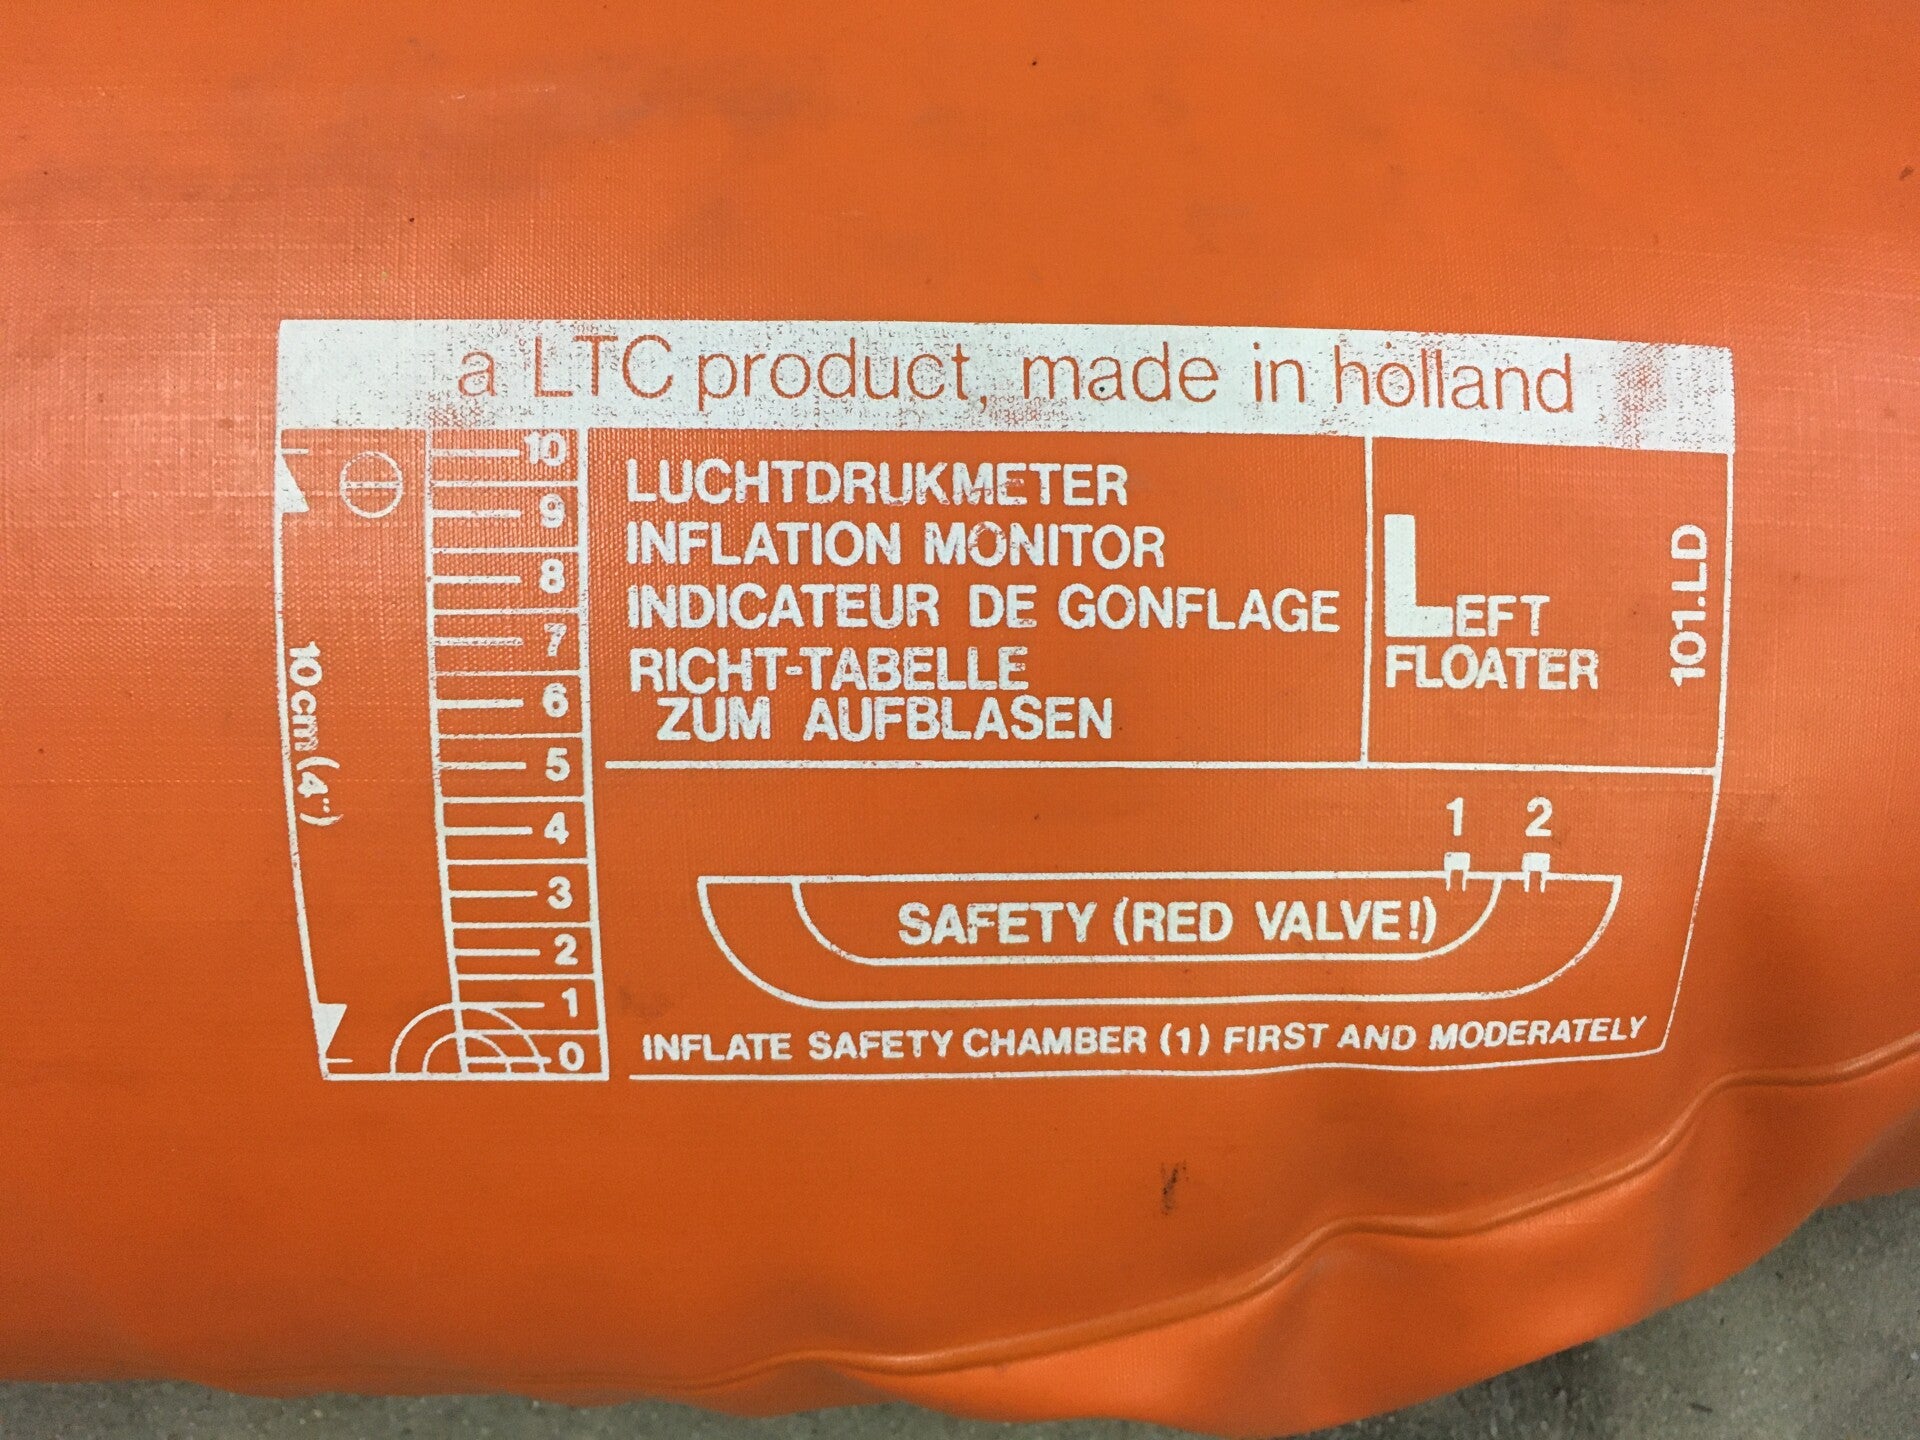 a LTC product, made in holland
10
9
8
7
6
5
4
3
2
1
0
10cm (4")
LUCHTDRUKMETER
INFLATION MONITOR
INDICATEUR DE GONFLAGE
RICHT-TABELLE
ZUM AUFBLASEN
LEFT
FLOATER
101.LD
1 2
SAFETY (RED VALVE!)
INFLATE SAFETY CHAMBER (1) FIRST AND MODERATELY